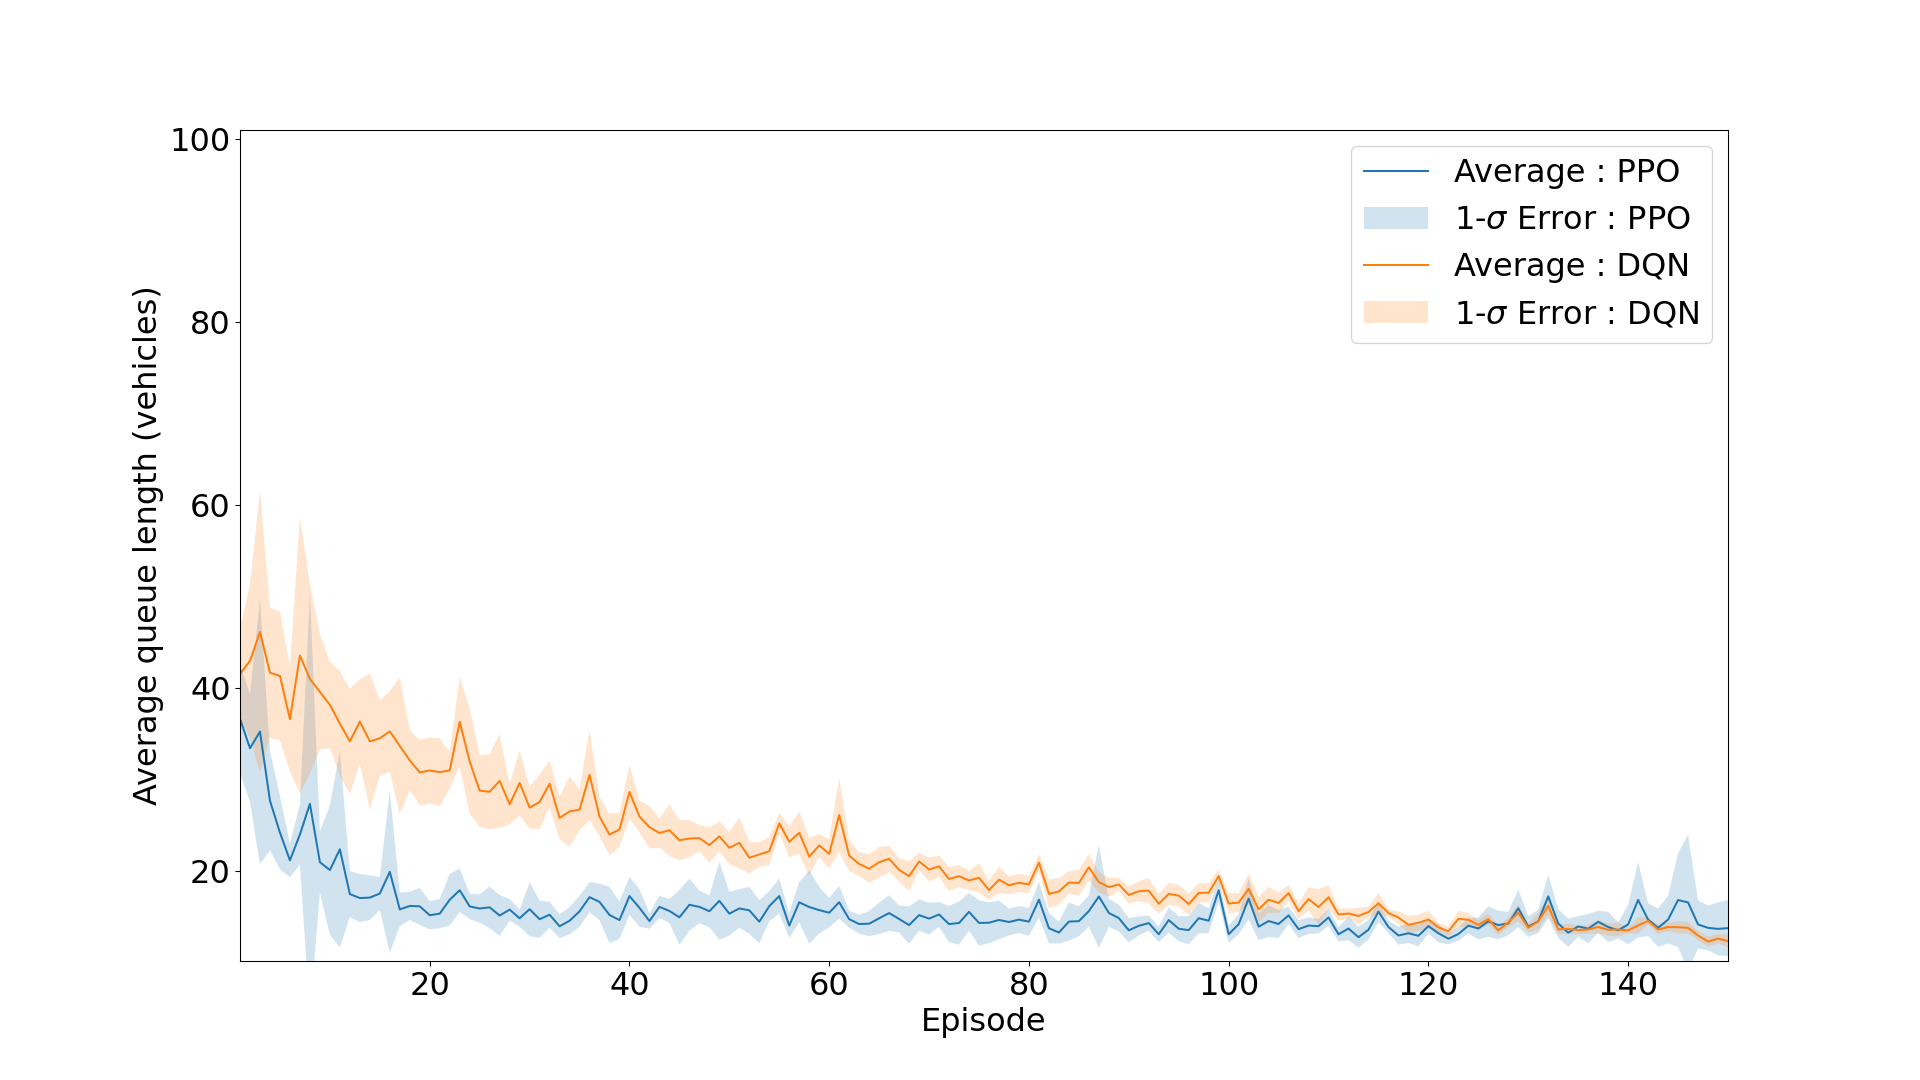 100
80
60
40
20
Average queue length (vehicles)
Average : PPO
1-σ Error : PPO
Average : DQN
1-σ Error : DQN
20 40 60 80 100 120 140
Episode